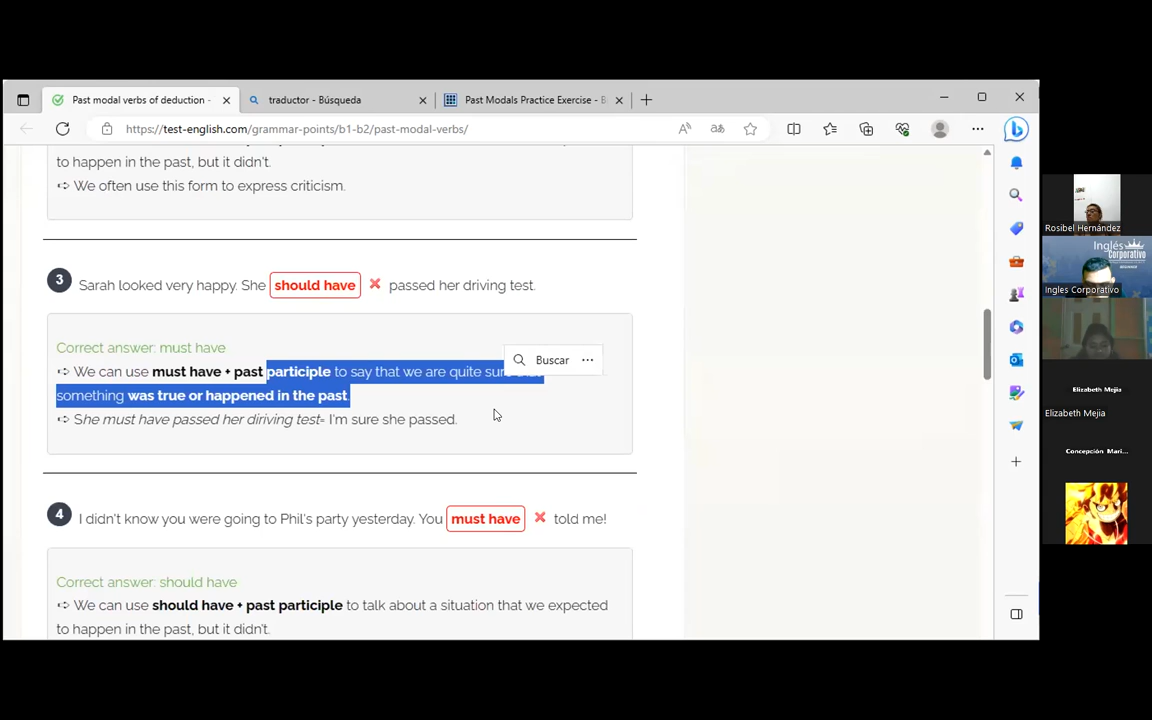 Past modal verbs of deduction -
traductor - Búsqueda
Past Modals Practice Exercise - B
https://test-english.com/grammar-points/b1-b2/past-modal-verbs/
to happen in the past, but it didn't.
➪ We often use this form to express criticism.
3 Sarah looked very happy. She should have ✗ passed her driving test.
Correct answer: must have
➪ We can use must have + past participle to say that we are quite sure that
Buscar ···
something was true or happened in the past.
➪ She must have passed her diriving test= I'm sure she passed.
4 I didn't know you were going to Phil's party yesterday. You must have ✗ told me!
Correct answer: should have
➪ We can use should have + past participle to talk about a situation that we expected
to happen in the past, but it didn't.
Rosibel Hernández
Inglés
Corporativo
Ingles Corporativo
Elizabeth Mejia
Elizabeth Mejia
Concepción Mari...